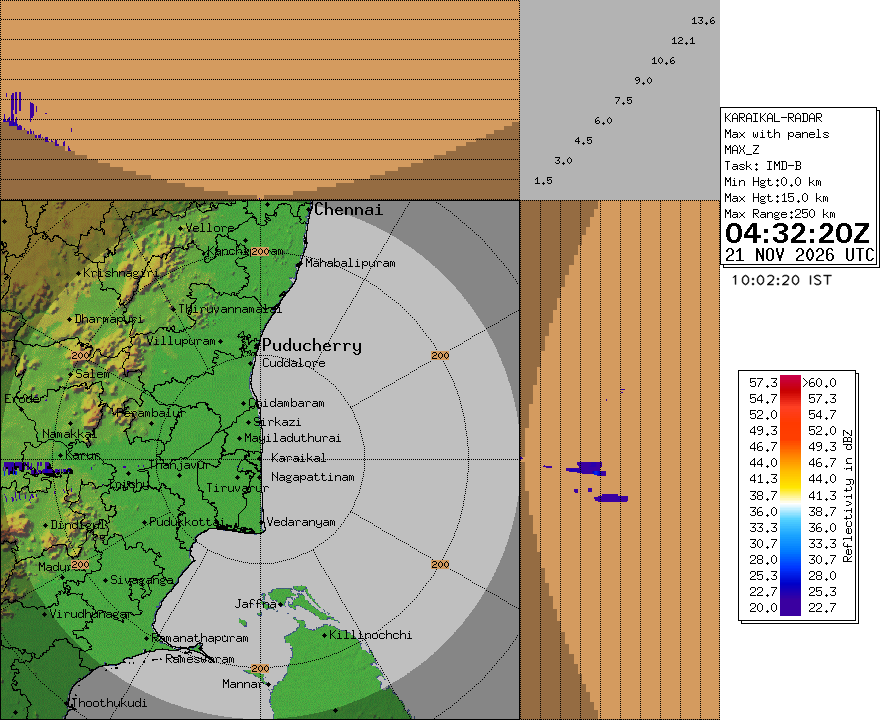 13.6
12.1
10.6
9.0
7.5
6.0
4.5
3.0
1.5
KARAIKAL-RADAR
Max with panels
MAX_Z
Task: IMD-B
Min Hgt:0.0 km
Max Hgt:15.0 km
Max Range:250 km
04:32:20Z
21 NOV 2026 UTC
10:02:20 IST
Chennai
Vellore
200
Mahabalipuram
Krishnagiri
Thiruvannamalai
Dharmapuri
Villupuram
Puducherry
200
200
Cuddalore
Salem
Erode
Chidambaram
Perambalur
Sirkazi
Namakkal
Mayiladuthurai
Karur
Karaikal
Thanjavur
Nagapattinam
Tiruvarur
Dindigul
Pudukkottai
Vedaranyam
200
200
Sivaganga
Jaffna
Virudhunagar
Killinochchi
Ramanathapuram
Rameswaram
200
Mannar
Thoothukudi
57.3 >60.0
54.7 57.3
52.0 54.7
49.3 52.0
46.7 49.3
44.0 46.7
41.3 44.0
38.7 41.3
36.0 38.7
33.3 36.0
30.7 33.3
28.0 30.7
25.3 28.0
22.7 25.3
20.0 22.7
Reflectivity in dBZ